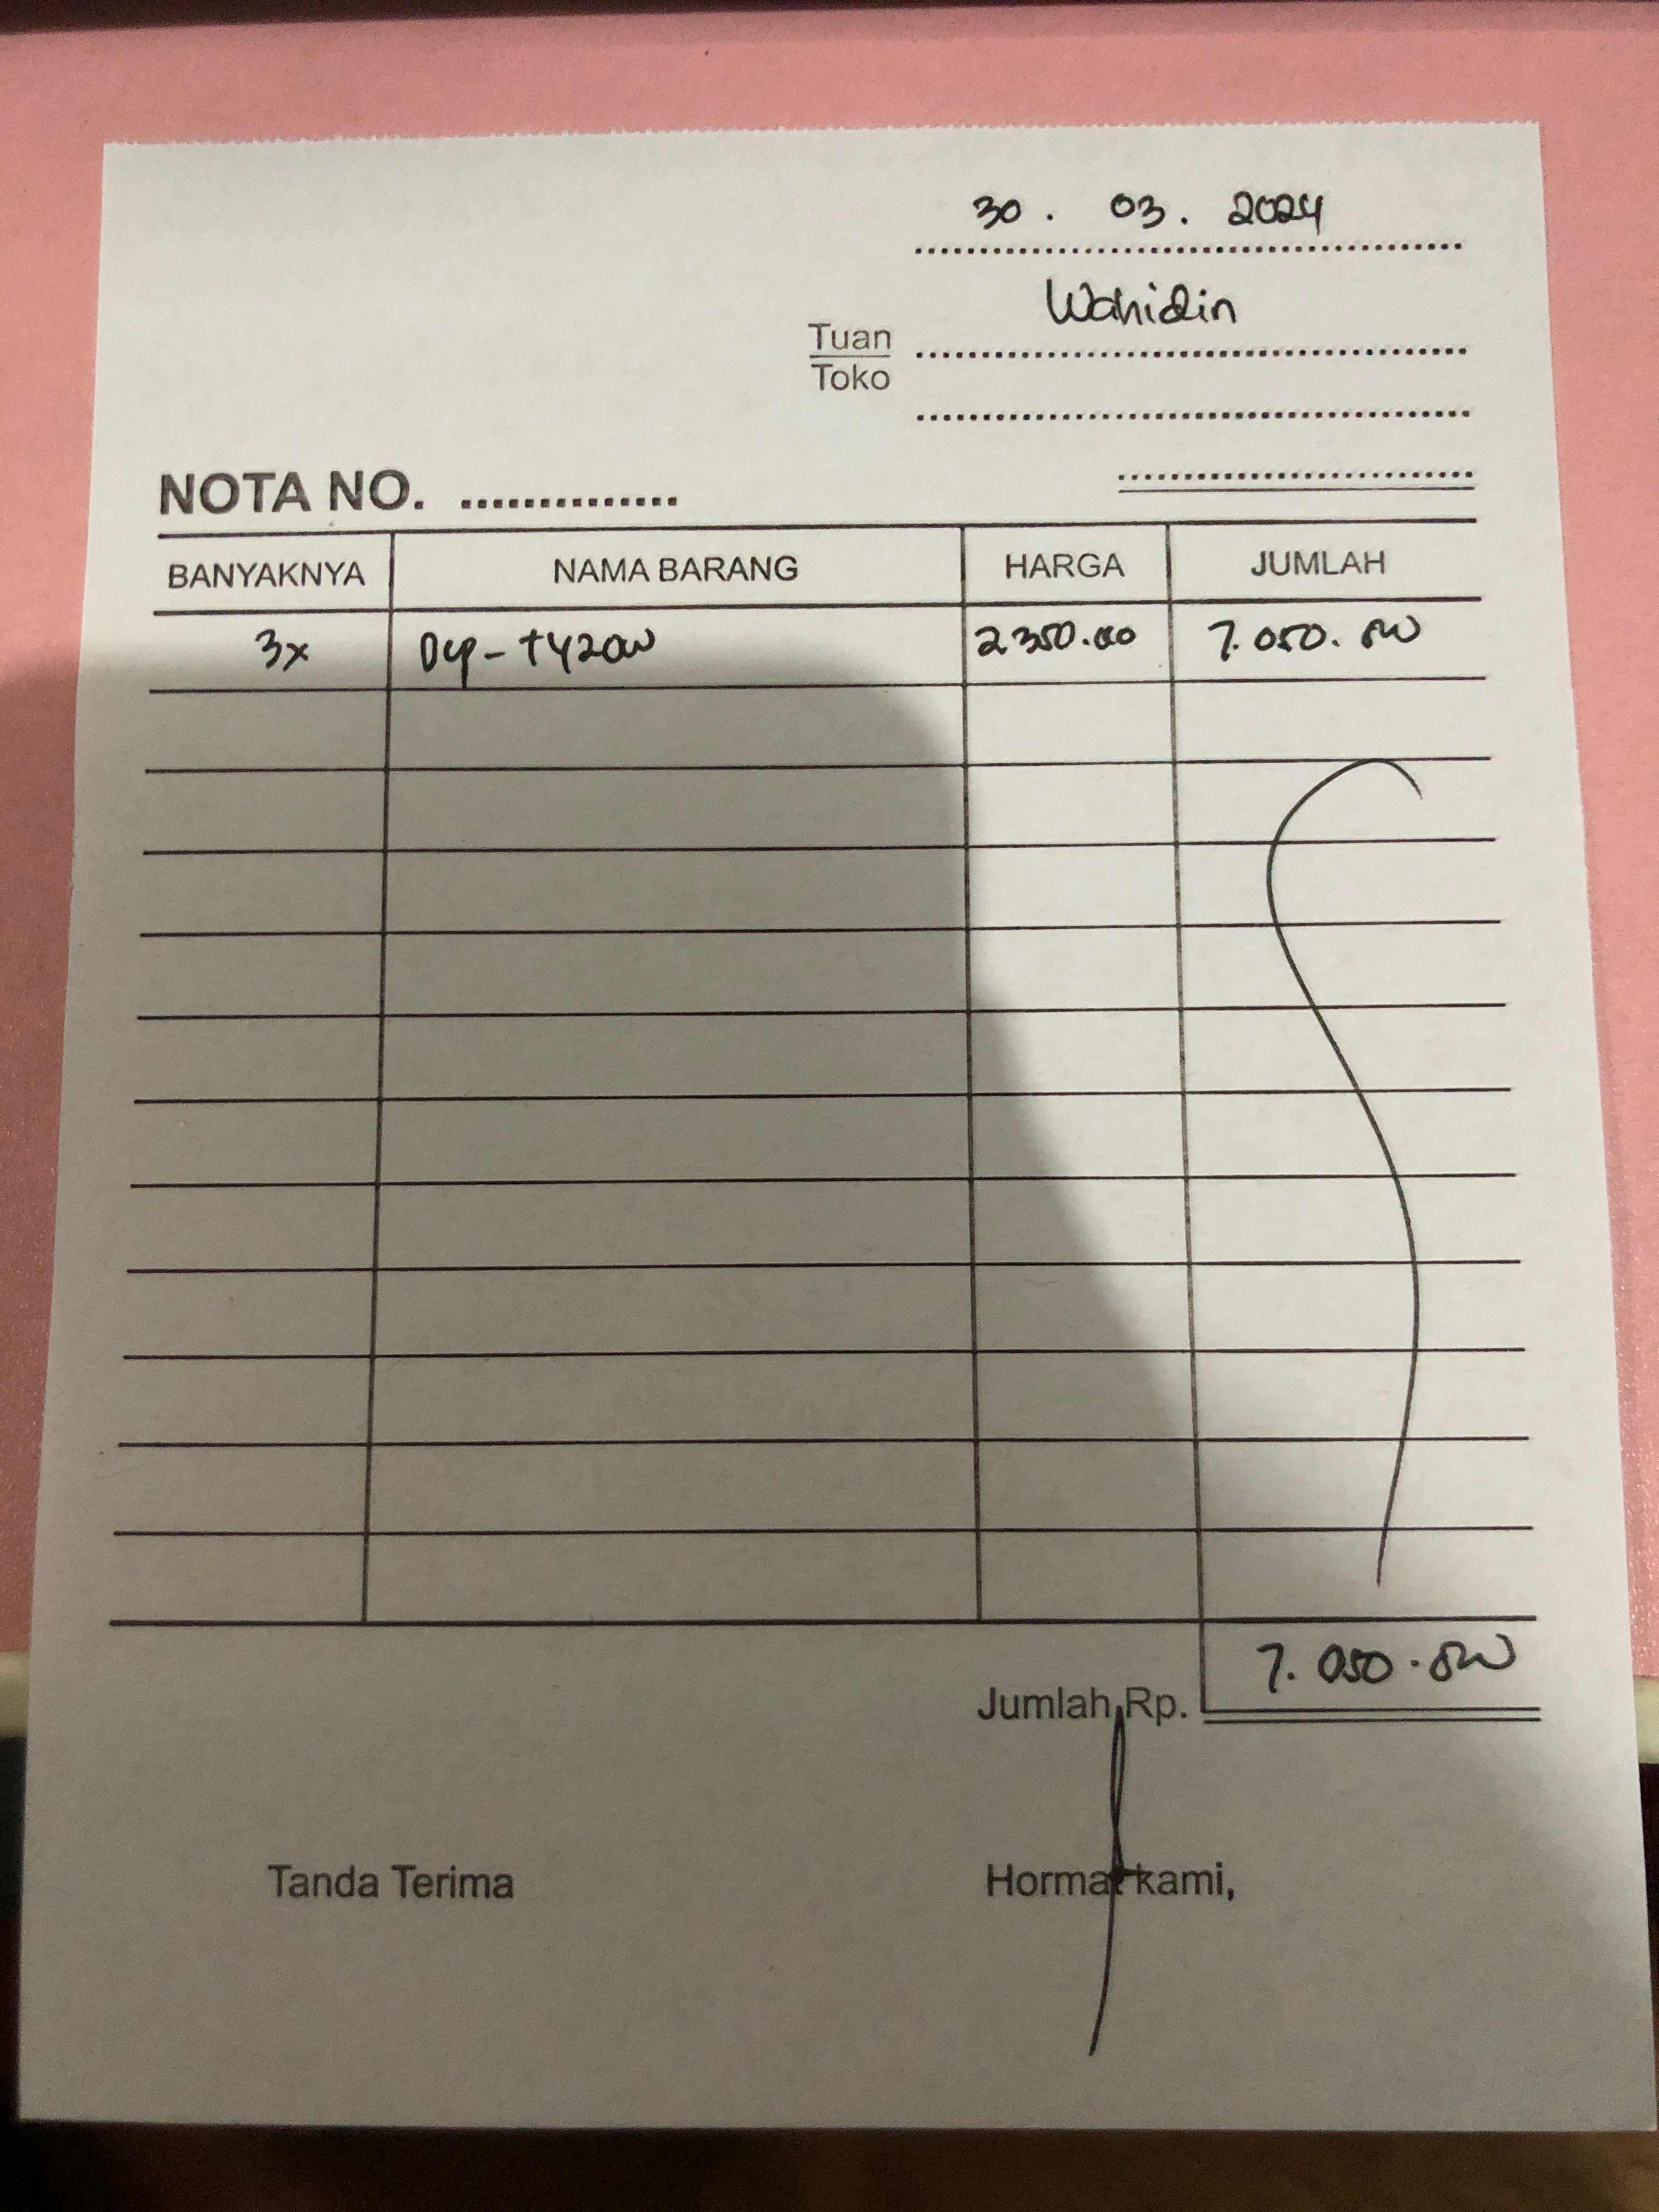 30 . 03 . 2024
Wahidin
Tuan
Toko
NOTA NO. ..............
BANYAKNYA NAMA BARANG HARGA JUMLAH
3x Dcp-T420W 2.350.000 7.050.000
7.050.000
Jumlah Rp.
Tanda Terima Hormat kami,